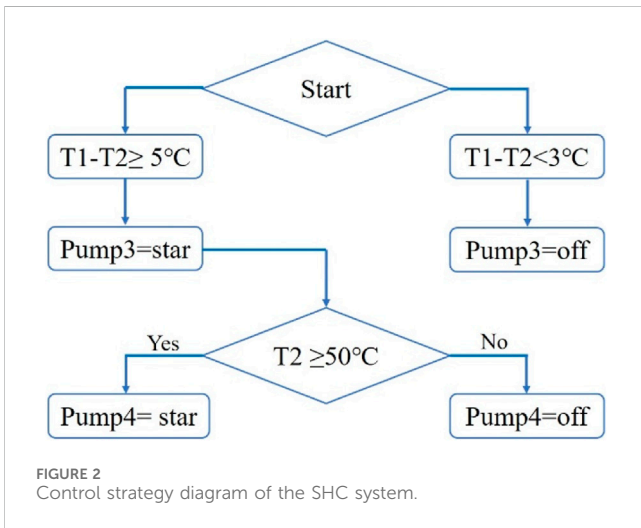 Start
T1-T2≥ 5℃
T1-T2<3℃
Pump3=star
Pump3=off
Yes
T2 ≥50℃
No
Pump4= star
Pump4=off
FIGURE 2
Control strategy diagram of the SHC system.